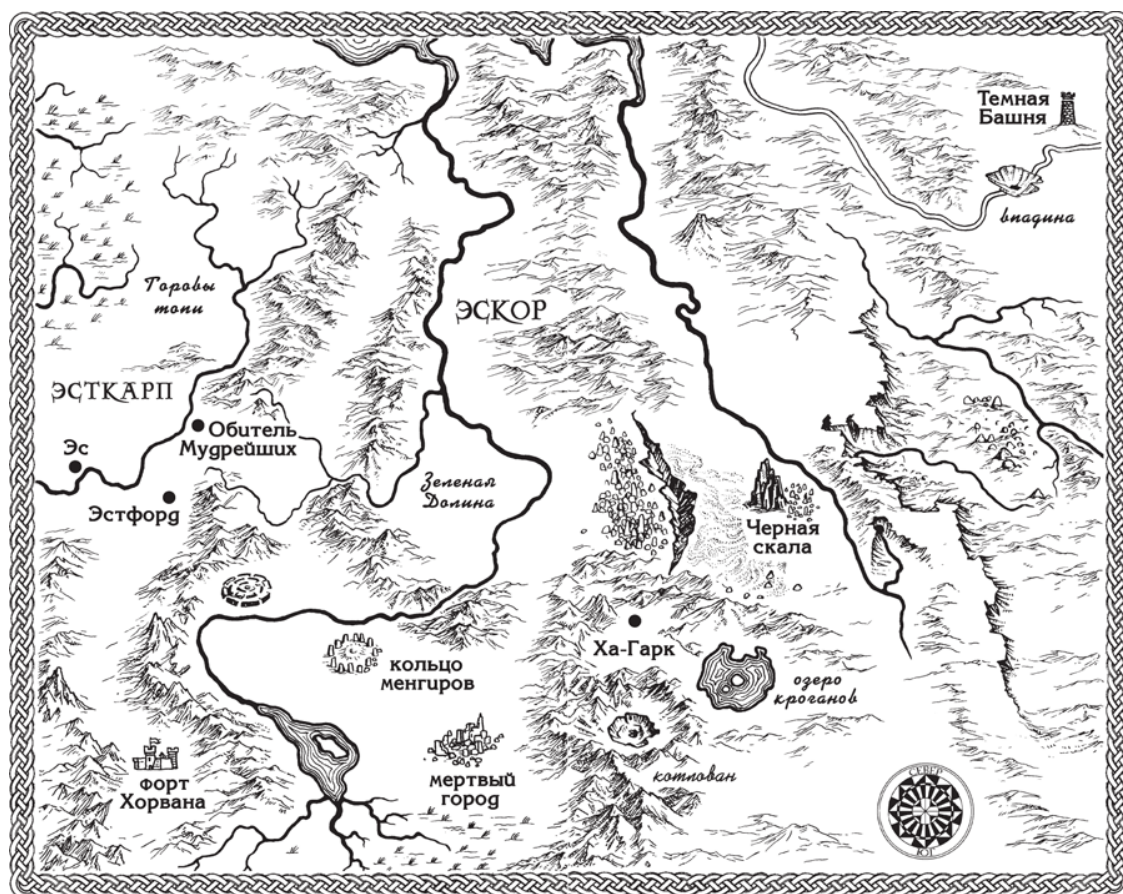 Темная
Башня
впадина
Горовы
топи
ЭСКОР
ЭСТКАРП
Обитель
Мудрейших
Эс
Эстфорд
Зеленая
Долина
Черная
скала
Ха-Гарк
кольцо
менгиров
озеро
кроганов
форт
Хорвана
мертвый
город
котлован
СЕВЕР
ЮГ